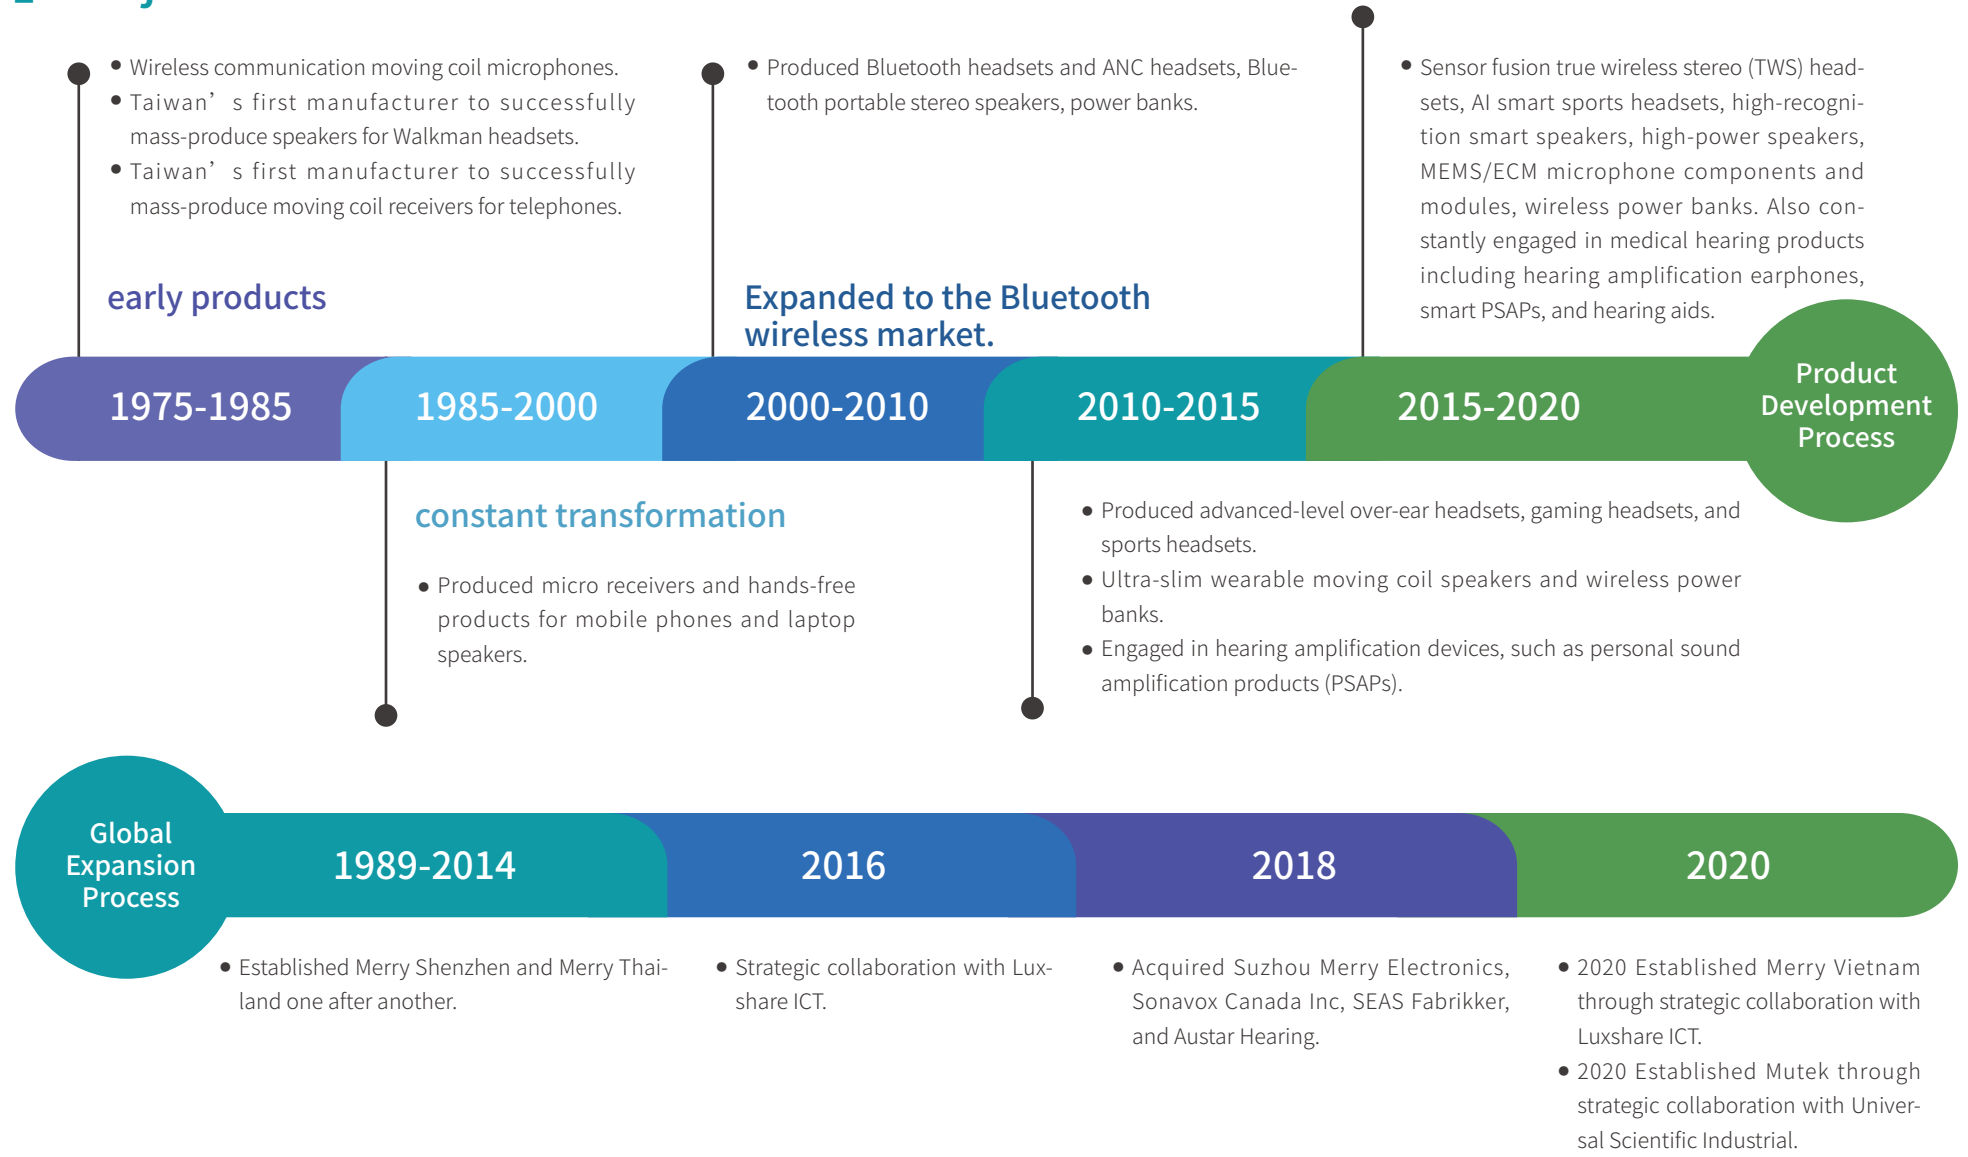 Wireless communication moving coil microphones.
Taiwan’s first manufacturer to successfully
mass-produce speakers for Walkman headsets.
Taiwan’s first manufacturer to successfully
mass-produce moving coil receivers for telephones.
early products
Produced Bluetooth headsets and ANC headsets, Blue-
tooth portable stereo speakers, power banks.
Expanded to the Bluetooth
wireless market.
Sensor fusion true wireless stereo (TWS) head-
sets, AI smart sports headsets, high-recogni-
tion smart speakers, high-power speakers,
MEMS/ECM microphone components and
modules, wireless power banks. Also con-
stantly engaged in medical hearing products
including hearing amplification earphones,
smart PSAPs, and hearing aids.
1975-1985
1985-2000
2000-2010
2010-2015
2015-2020
Product
Development
Process
constant transformation
Produced micro receivers and hands-free
products for mobile phones and laptop
speakers.
Produced advanced-level over-ear headsets, gaming headsets, and
sports headsets.
Ultra-slim wearable moving coil speakers and wireless power
banks.
Engaged in hearing amplification devices, such as personal sound
amplification products (PSAPs).
Global
Expansion
Process
1989-2014
2016
2018
2020
Established Merry Shenzhen and Merry Thai-
land one after another.
Strategic collaboration with Lux-
share ICT.
Acquired Suzhou Merry Electronics,
Sonavox Canada Inc, SEAS Fabrikker,
and Austar Hearing.
2020 Established Merry Vietnam
through strategic collaboration with
Luxshare ICT.
2020 Established Mutek through
strategic collaboration with Univer-
sal Scientific Industrial.